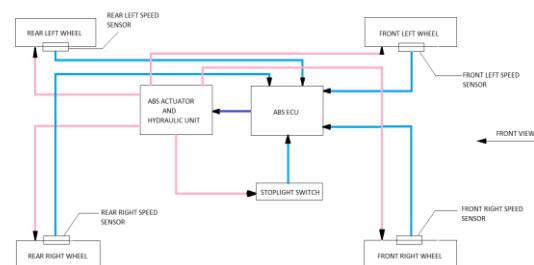 REAR LEFT WHEEL
REAR LEFT SPEED
SENSOR
FRONT LEFT WHEEL
FRONT LEFT SPEED
SENSOR
ABS ACTUATOR
AND
HYDRAULIC UNIT
ABS ECU
FRONT VIEW
STOPLIGHT SWITCH
REAR RIGHT SPEED
SENSOR
FRONT RIGHT SPEED
SENSOR
REAR RIGHT WHEEL
FRONT RIGHT WHEEL